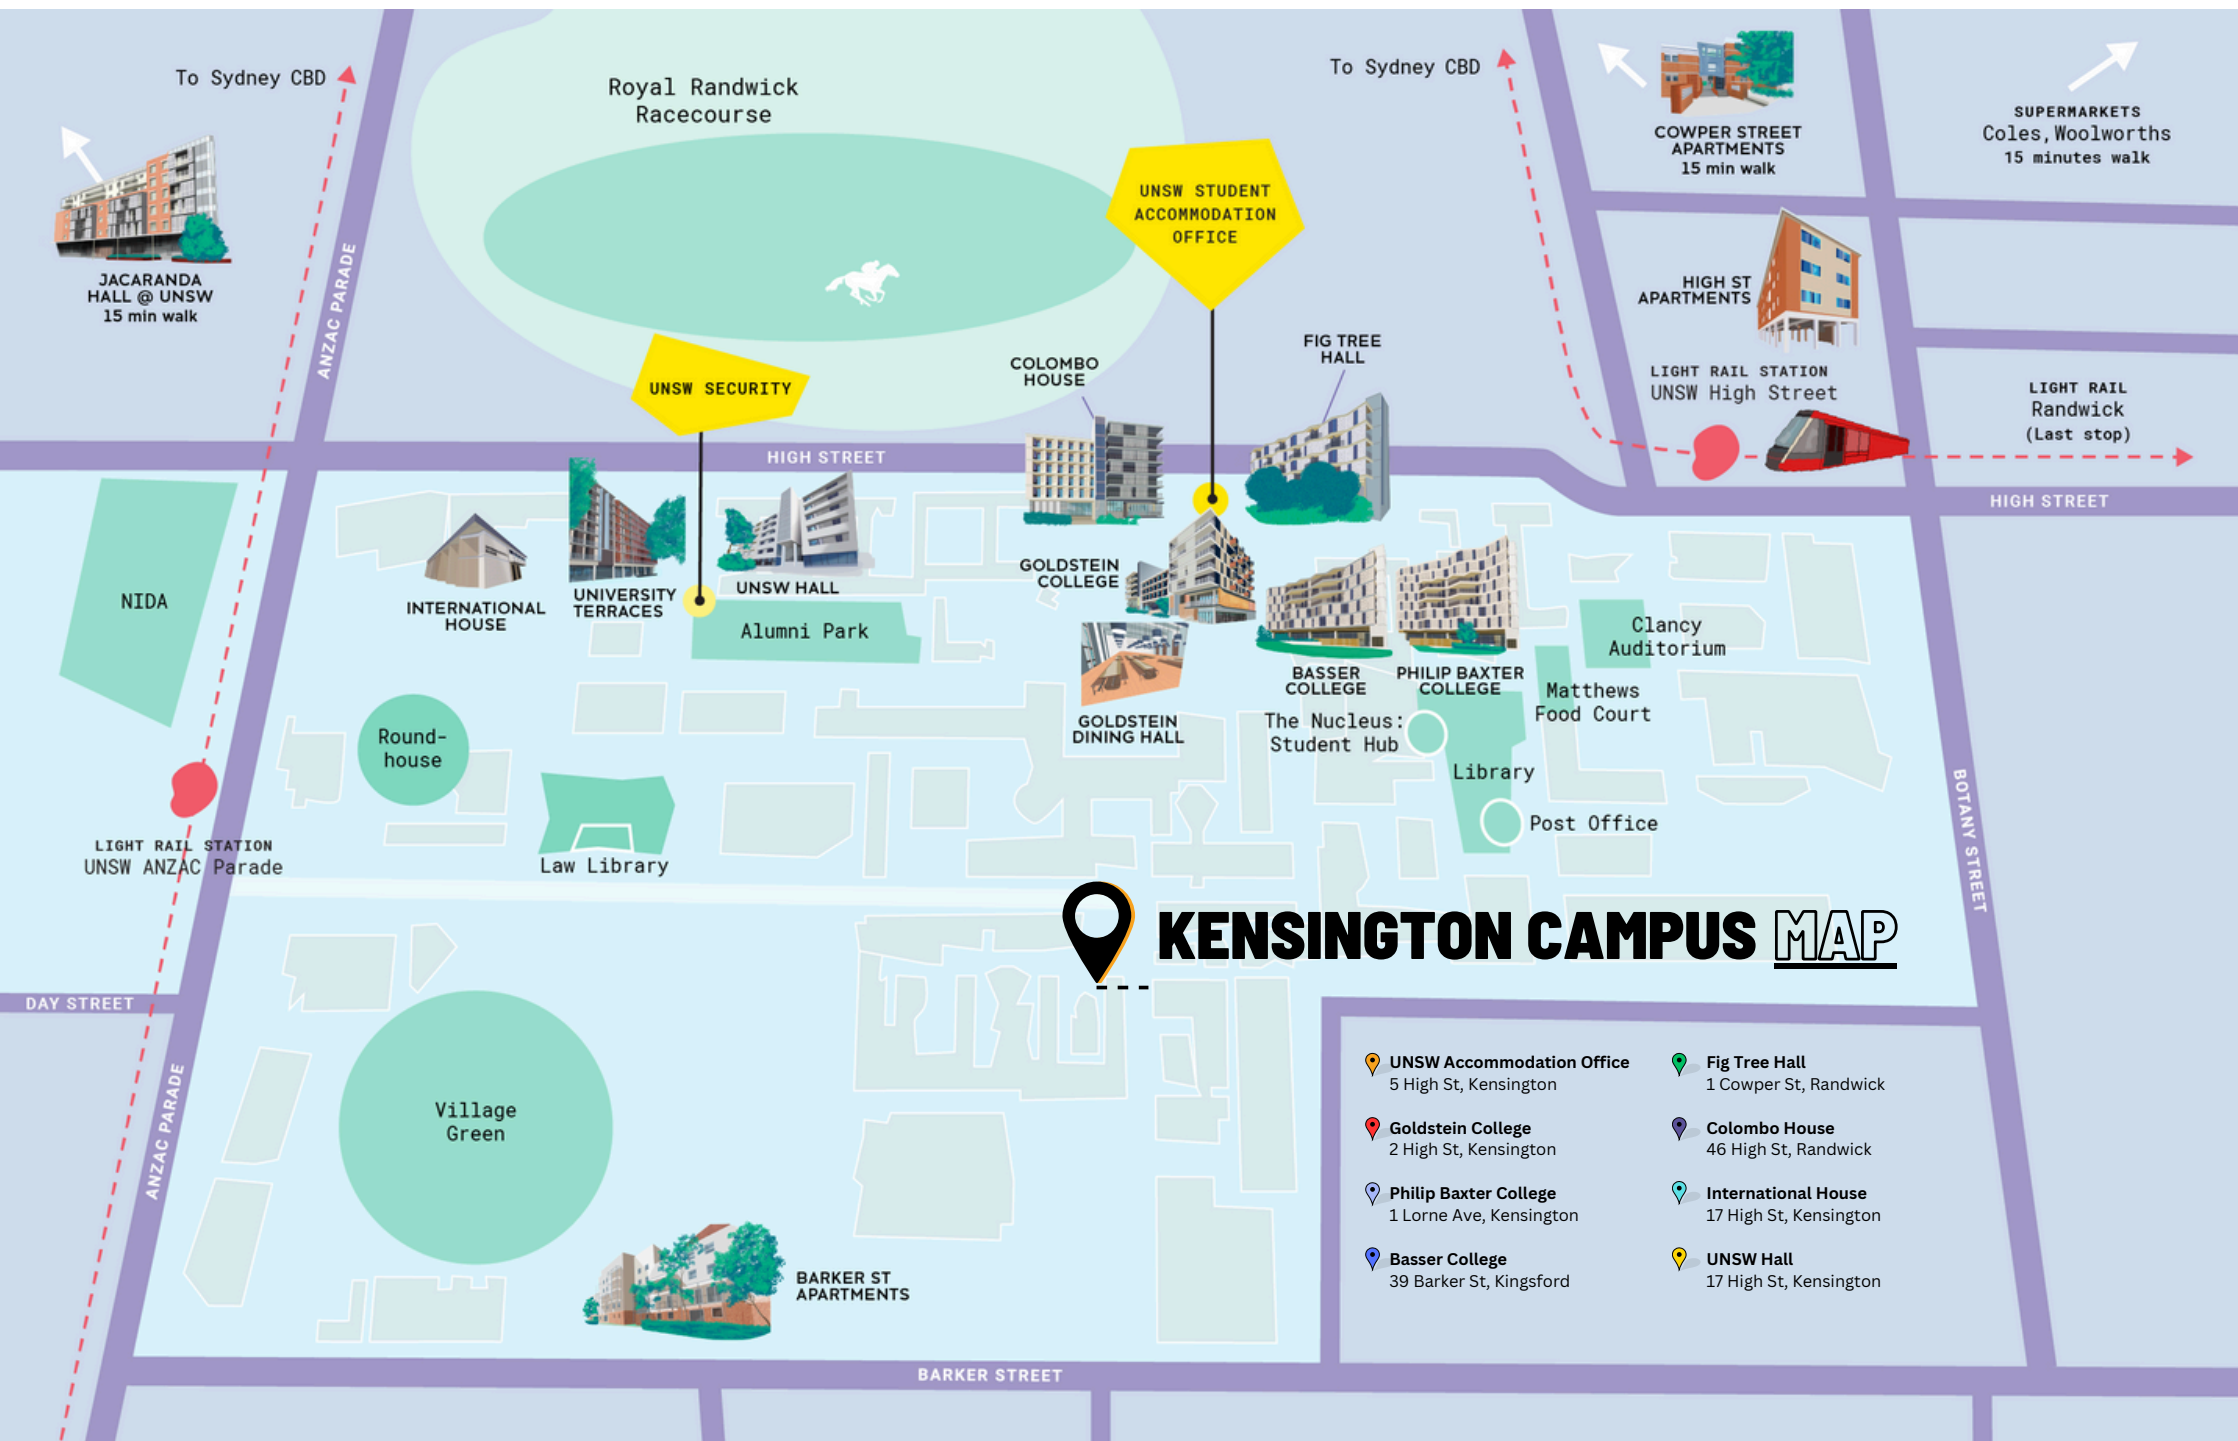 To Sydney CBD
Royal Randwick
Racecourse
To Sydney CBD
COWPER STREET
APARTMENTS
15 min walk
SUPERMARKETS
Coles, Woolworths
15 minutes walk
JACARANDA
HALL @ UNSW
15 min walk
ANZAC PARADE
UNSW STUDENT
ACCOMMODATION
OFFICE
HIGH ST
APARTMENTS
UNSW SECURITY
COLOMBO
HOUSE
FIG TREE
HALL
LIGHT RAIL STATION
UNSW High Street
LIGHT RAIL
Randwick
(Last stop)
HIGH STREET
HIGH STREET
NIDA
INTERNATIONAL
HOUSE
UNIVERSITY
TERRACES
UNSW HALL
Alumni Park
GOLDSTEIN
COLLEGE
GOLDSTEIN
DINING HALL
BASSER
COLLEGE
PHILIP BAXTER
COLLEGE
Clancy
Auditorium
Matthews
Food Court
The Nucleus:
Student Hub
Library
Post Office
Round-
house
Law Library
LIGHT RAIL STATION
UNSW ANZAC Parade
BOTANY STREET
KENSINGTON CAMPUS MAP
DAY STREET
ANZAC PARADE
Village
Green
BARKER ST
APARTMENTS
BARKER STREET
UNSW Accommodation Office
5 High St, Kensington
Goldstein College
2 High St, Kensington
Philip Baxter College
1 Lorne Ave, Kensington
Basser College
39 Barker St, Kingsford
Fig Tree Hall
1 Cowper St, Randwick
Colombo House
46 High St, Randwick
International House
17 High St, Kensington
UNSW Hall
17 High St, Kensington